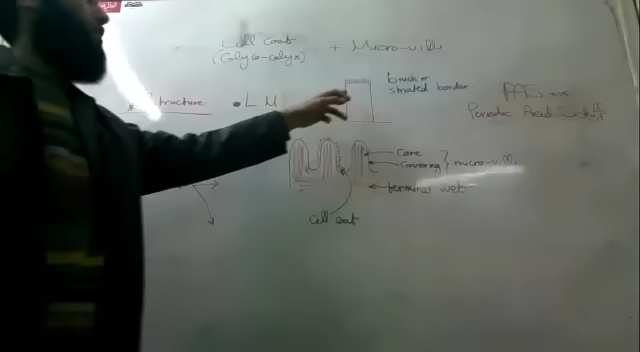 Cell coat + Micro-villi
(Glyco-calyx)
brush or
striated border
* Structure • L M
PAS +ve
Periodic Acid Schiff
Core
Covering } micro-villi
terminal web
Cell coat